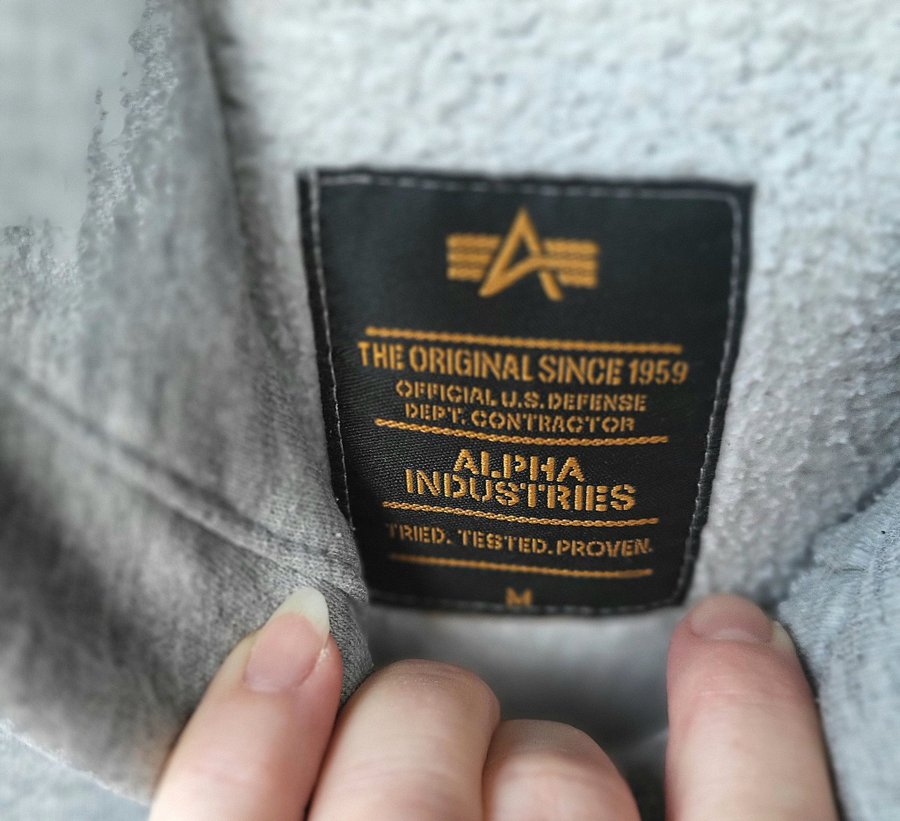 THE ORIGINAL SINCE 1959
OFFICIAL U.S. DEFENSE
DEPT. CONTRACTOR
ALPHA
INDUSTRIES
TRIED. TESTED. PROVEN.
M